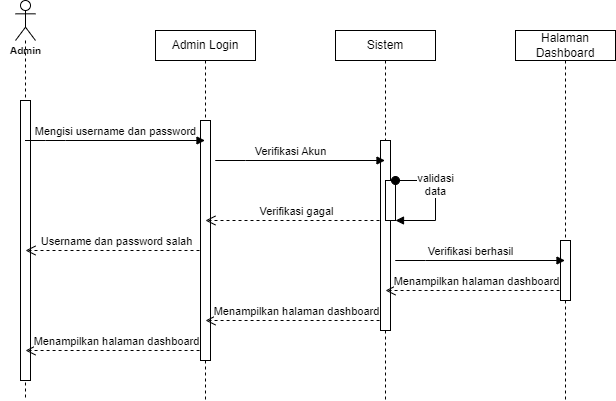 Admin
Admin Login
Sistem
Halaman
Dashboard
Mengisi username dan password
Verifikasi Akun
validasi
data
Verifikasi gagal
Username dan password salah
Verifikasi berhasil
Menampilkan halaman dashboard
Menampilkan halaman dashboard
Menampilkan halaman dashboard